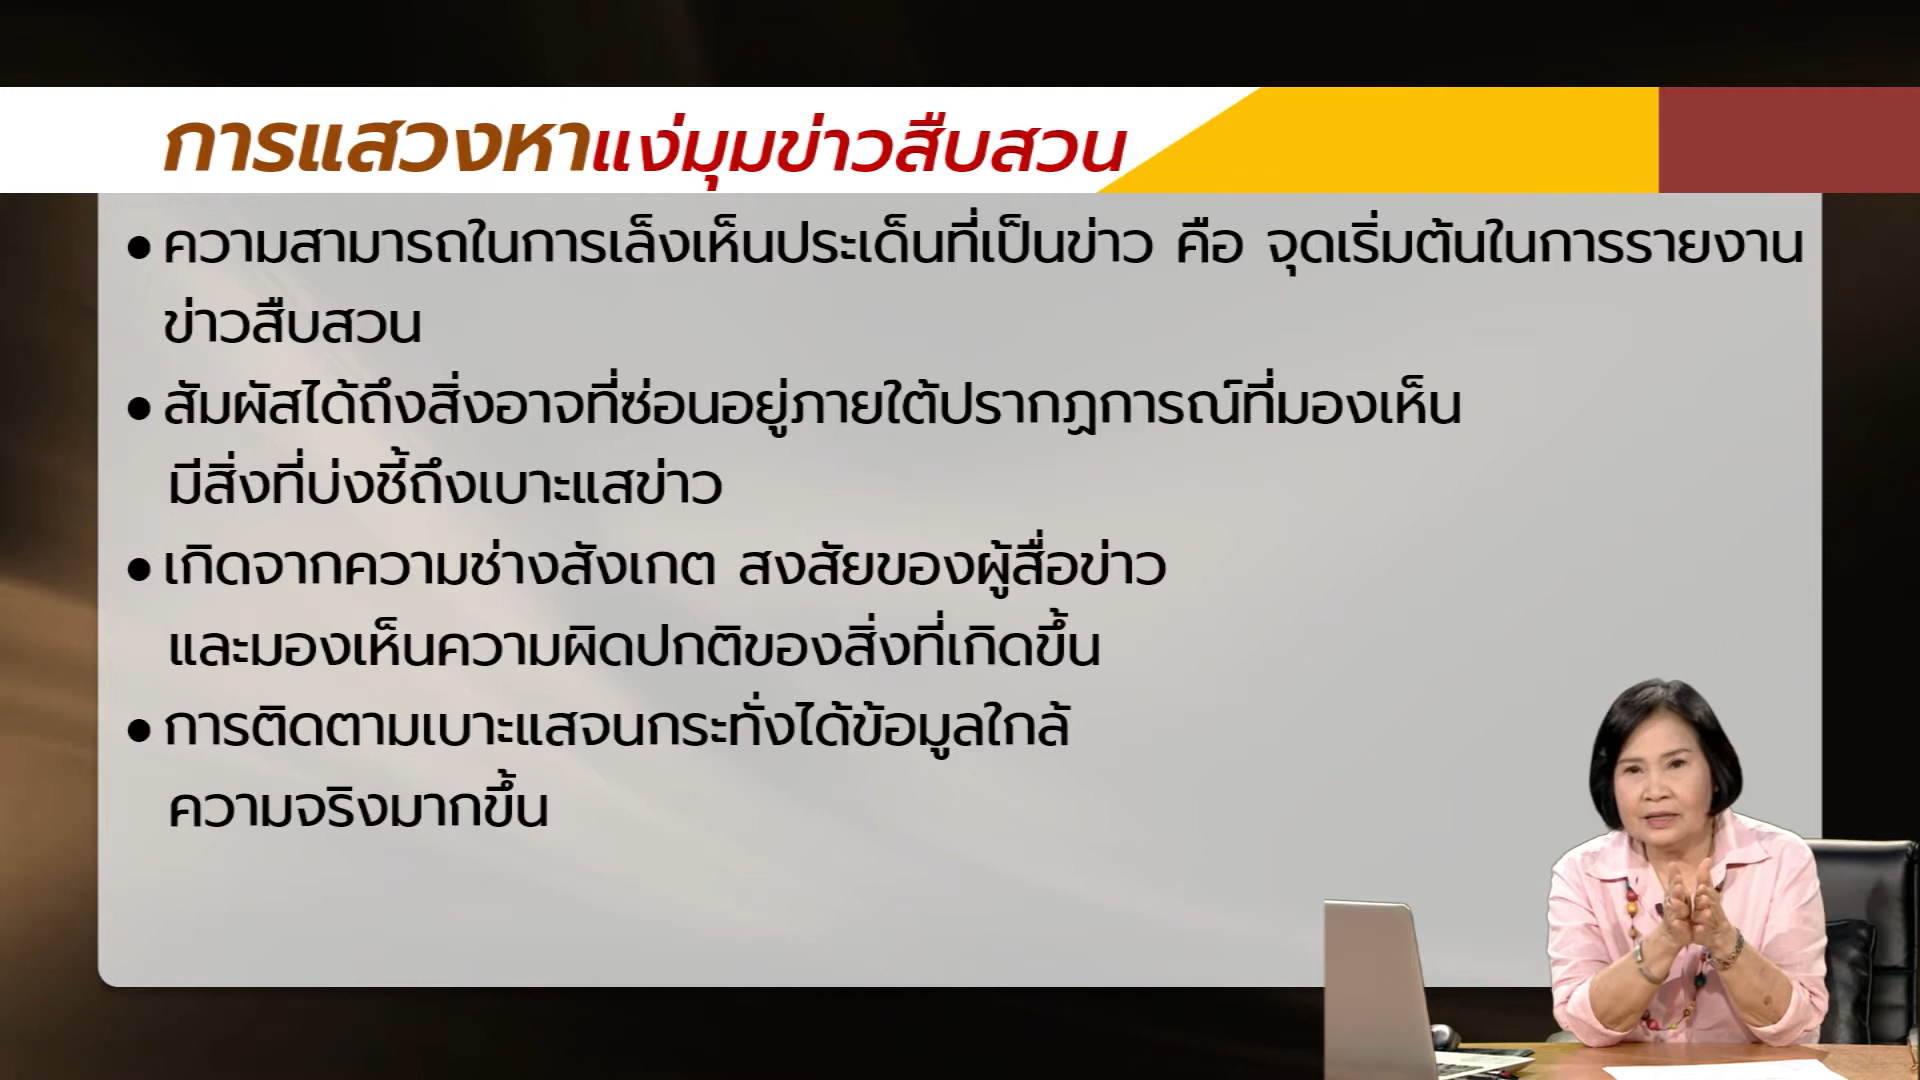 การแสวงหาแง่มุมข่าวสืบสวน
● ความสามารถในการเล็งเห็นประเด็นที่เป็นข่าว คือ จุดเริ่มต้นในการรายงาน
ข่าวสืบสวน
● สัมผัสได้ถึงสิ่งอาจที่ซ่อนอยู่ภายใต้ปรากฏการณ์ที่มองเห็น
มีสิ่งที่บ่งชี้ถึงเบาะแสข่าว
● เกิดจากความช่างสังเกต สงสัยของผู้สื่อข่าว
และมองเห็นความผิดปกติของสิ่งที่เกิดขึ้น
● การติดตามเบาะแสจนกระทั่งได้ข้อมูลใกล้
ความจริงมากขึ้น